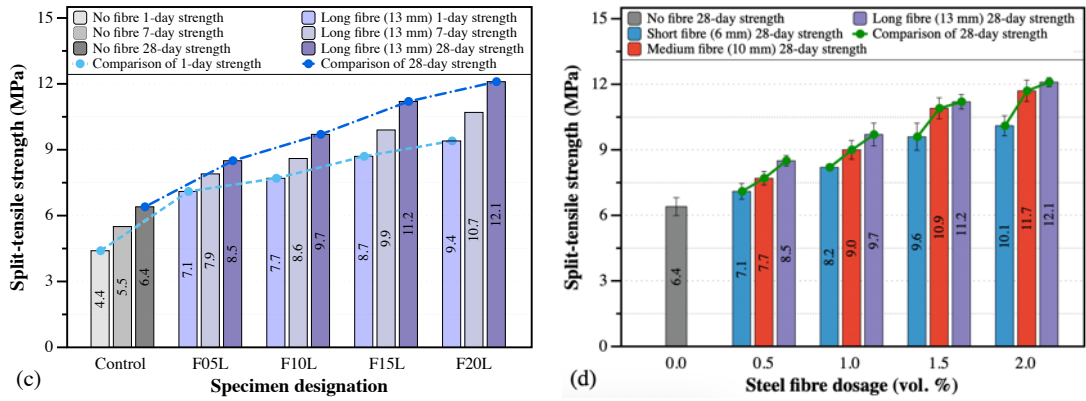 No fibre 1-day strength
No fibre 7-day strength
No fibre 28-day strength
Comparison of 1-day strength
Long fibre (13 mm) 1-day strength
Long fibre (13 mm) 7-day strength
Long fibre (13 mm) 28-day strength
Comparison of 28-day strength
Split-tensile strength (MPa)
15
12
9
6
3
0
4.4
5.5
6.4
7.1
7.9
8.5
7.7
8.6
9.7
8.7
9.9
11.2
9.4
10.7
12.1
Control
F05L
F10L
F15L
F20L
(c)
Specimen designation
No fibre 28-day strength
Short fibre (6 mm) 28-day strength
Medium fibre (10 mm) 28-day strength
Long fibre (13 mm) 28-day strength
Comparison of 28-day strength
Split-tensile strength (MPa)
15
12
9
6
3
0
6.4
7.1
7.7
8.5
8.2
9.0
9.7
9.6
10.9
11.2
10.1
11.7
12.1
0.0
0.5
1.0
1.5
2.0
(d)
Steel fibre dosage (vol. %)